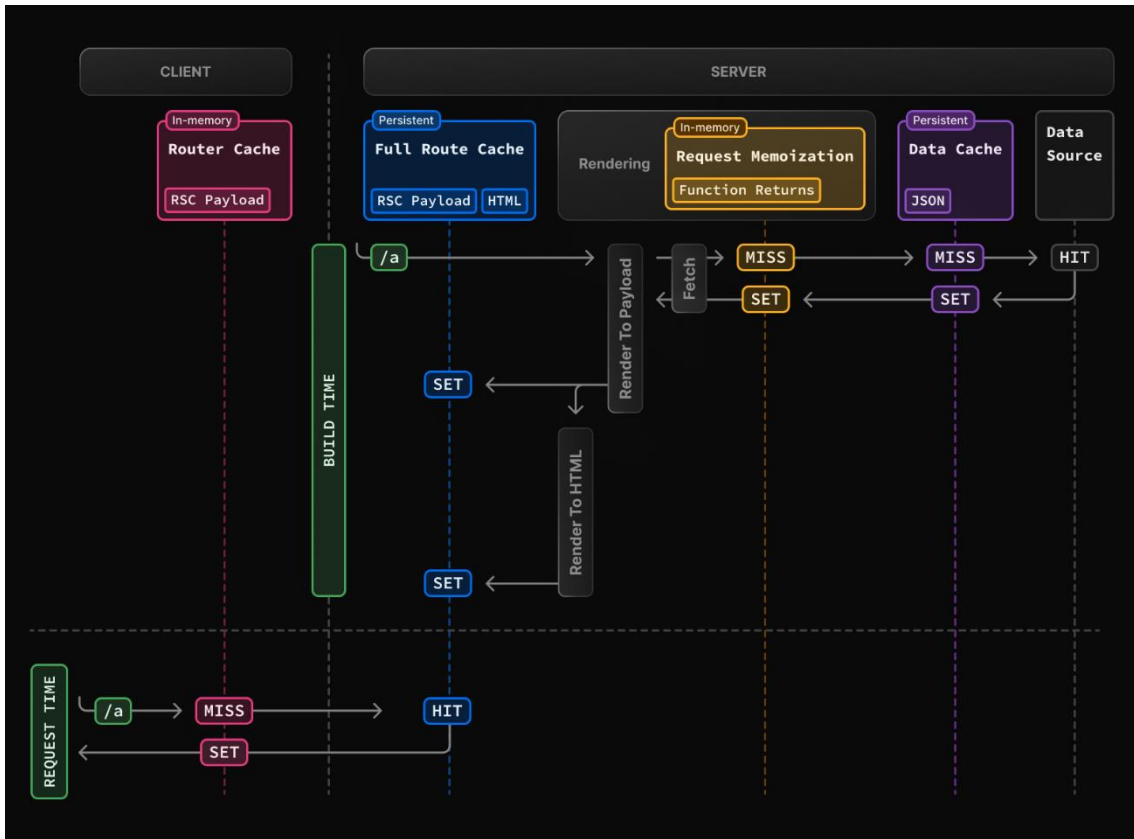 CLIENT
SERVER
In-memory
Router Cache
RSC Payload
Persistent
Full Route Cache
RSC Payload HTML
Rendering
In-memory
Request Memoization
Function Returns
Persistent
Data Cache
JSON
Data
Source
BUILD TIME
/a
Render To Payload
Fetch
MISS
MISS
HIT
SET
SET
SET
Render To HTML
SET
REQUEST TIME
/a
MISS
HIT
SET